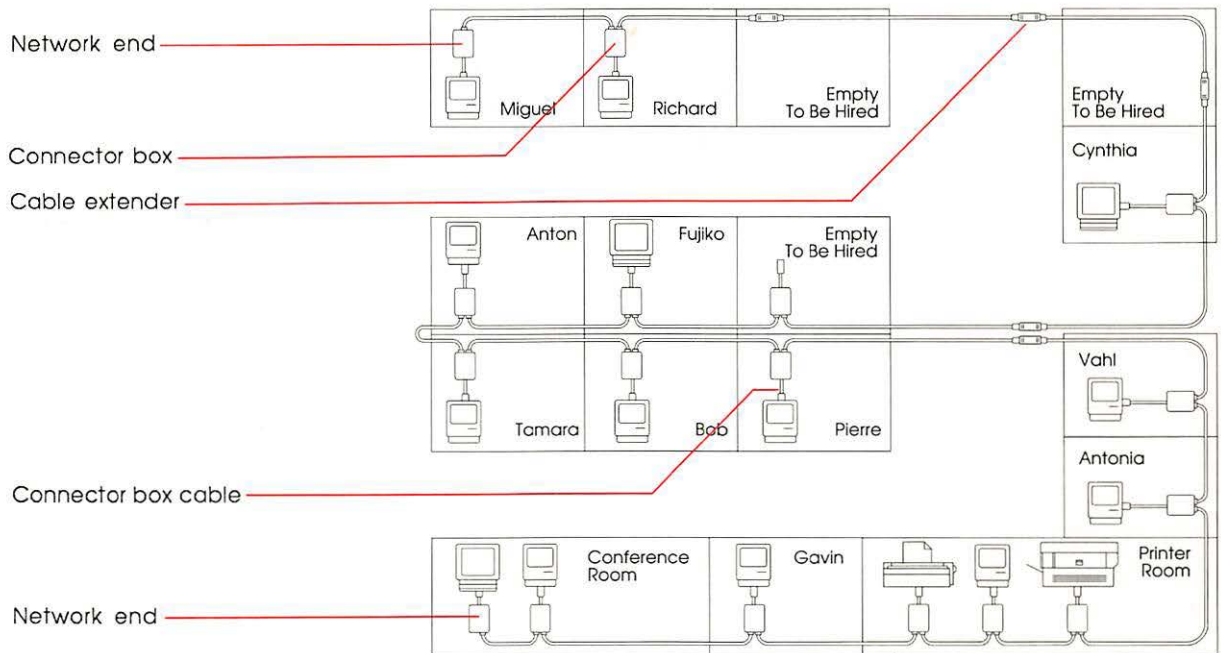 Network end
Miguel
Richard
Empty
To Be Hired
Empty
To Be Hired
Connector box
Cynthia
Cable extender
Anton
Fujiko
Empty
To Be Hired
Vahl
Tamara
Bob
Pierre
Antonia
Connector box cable
Conference
Room
Gavin
Printer
Room
Network end